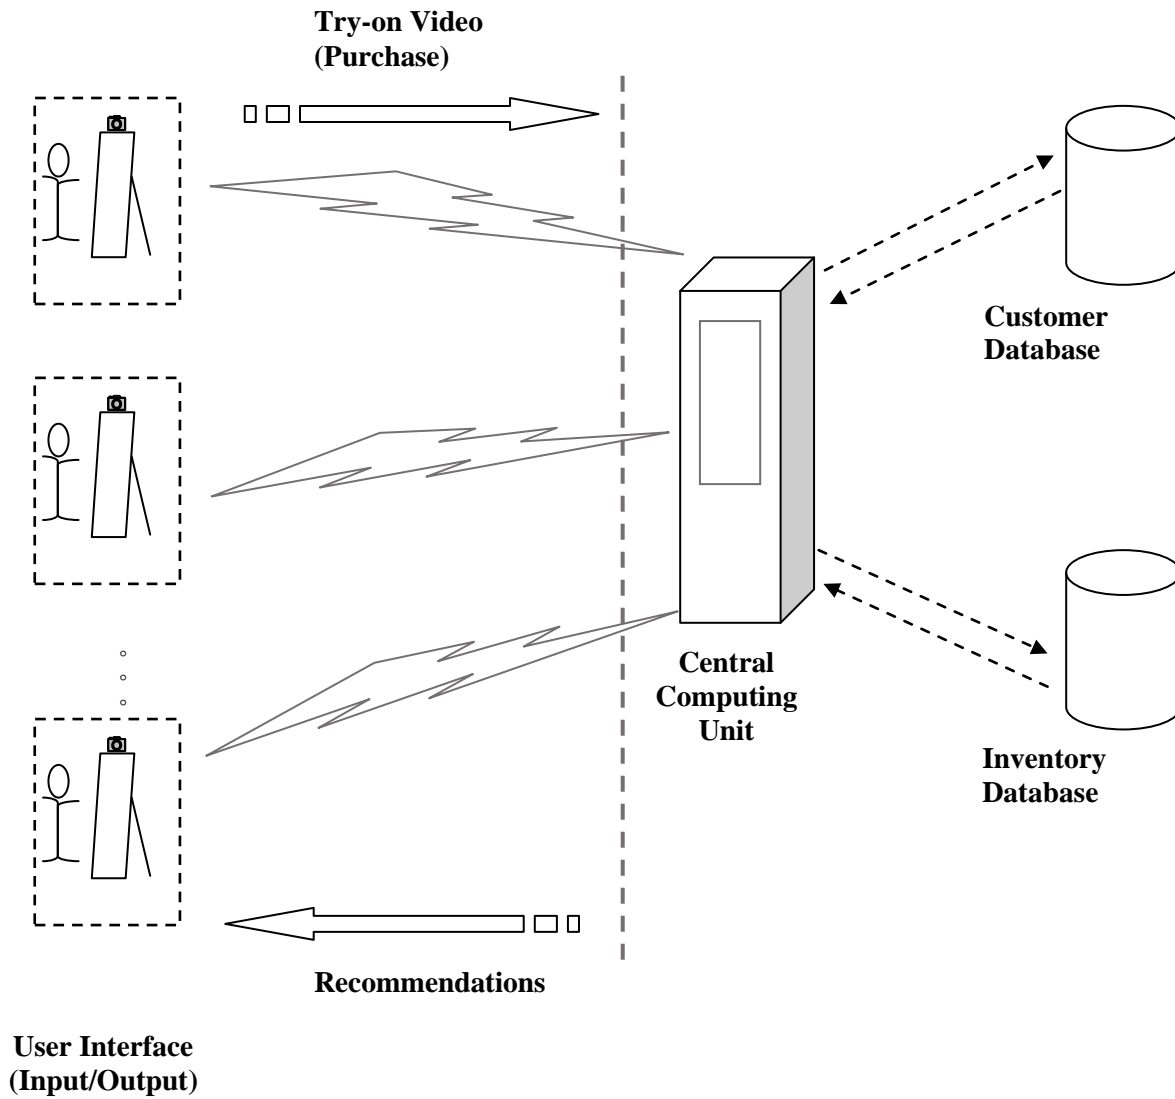 Try-on Video
(Purchase)
Customer
Database
Central
Computing
Unit
Inventory
Database
Recommendations
User Interface
(Input/Output)